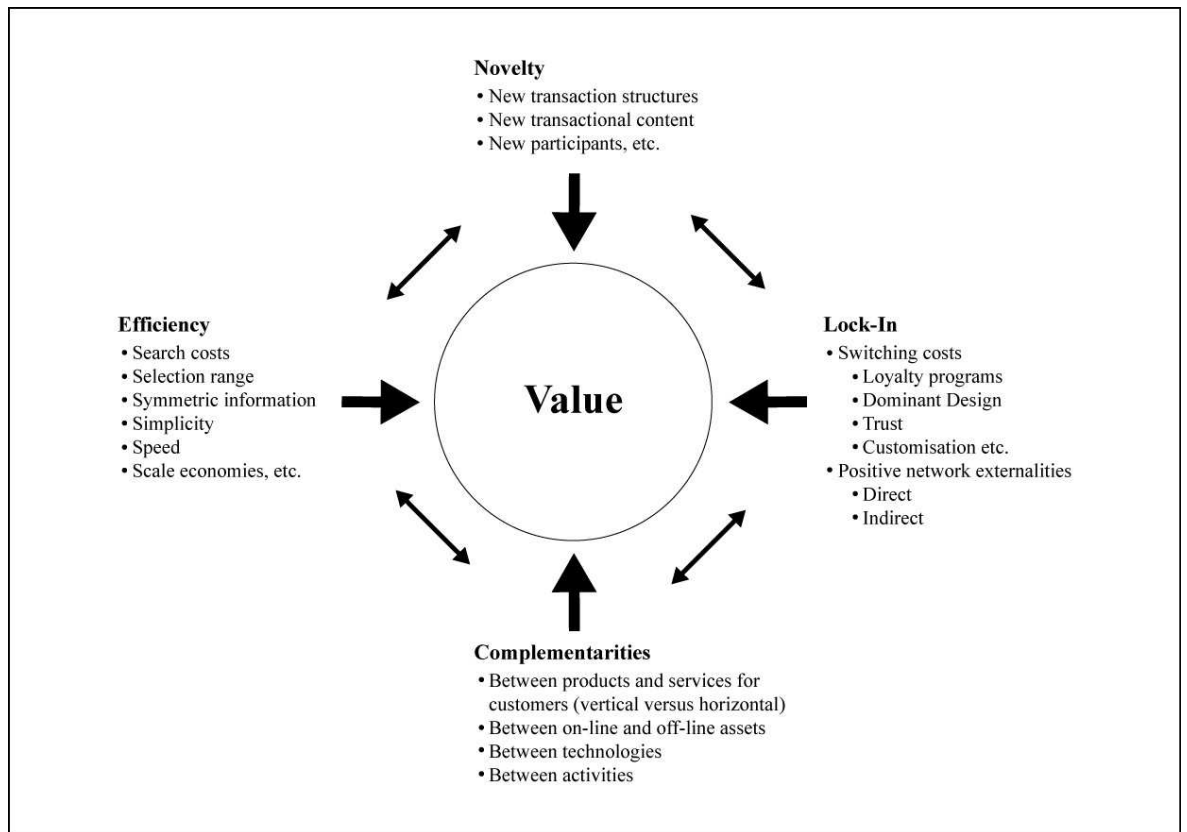 Novelty
• New transaction structures
• New transactional content
• New participants, etc.
Efficiency
• Search costs
• Selection range
• Symmetric information
• Simplicity
• Speed
• Scale economies, etc.
Value
Lock-In
• Switching costs
• Loyalty programs
• Dominant Design
• Trust
• Customisation etc.
• Positive network externalities
• Direct
• Indirect
Complementarities
• Between products and services for
customers (vertical versus horizontal)
• Between on-line and off-line assets
• Between technologies
• Between activities